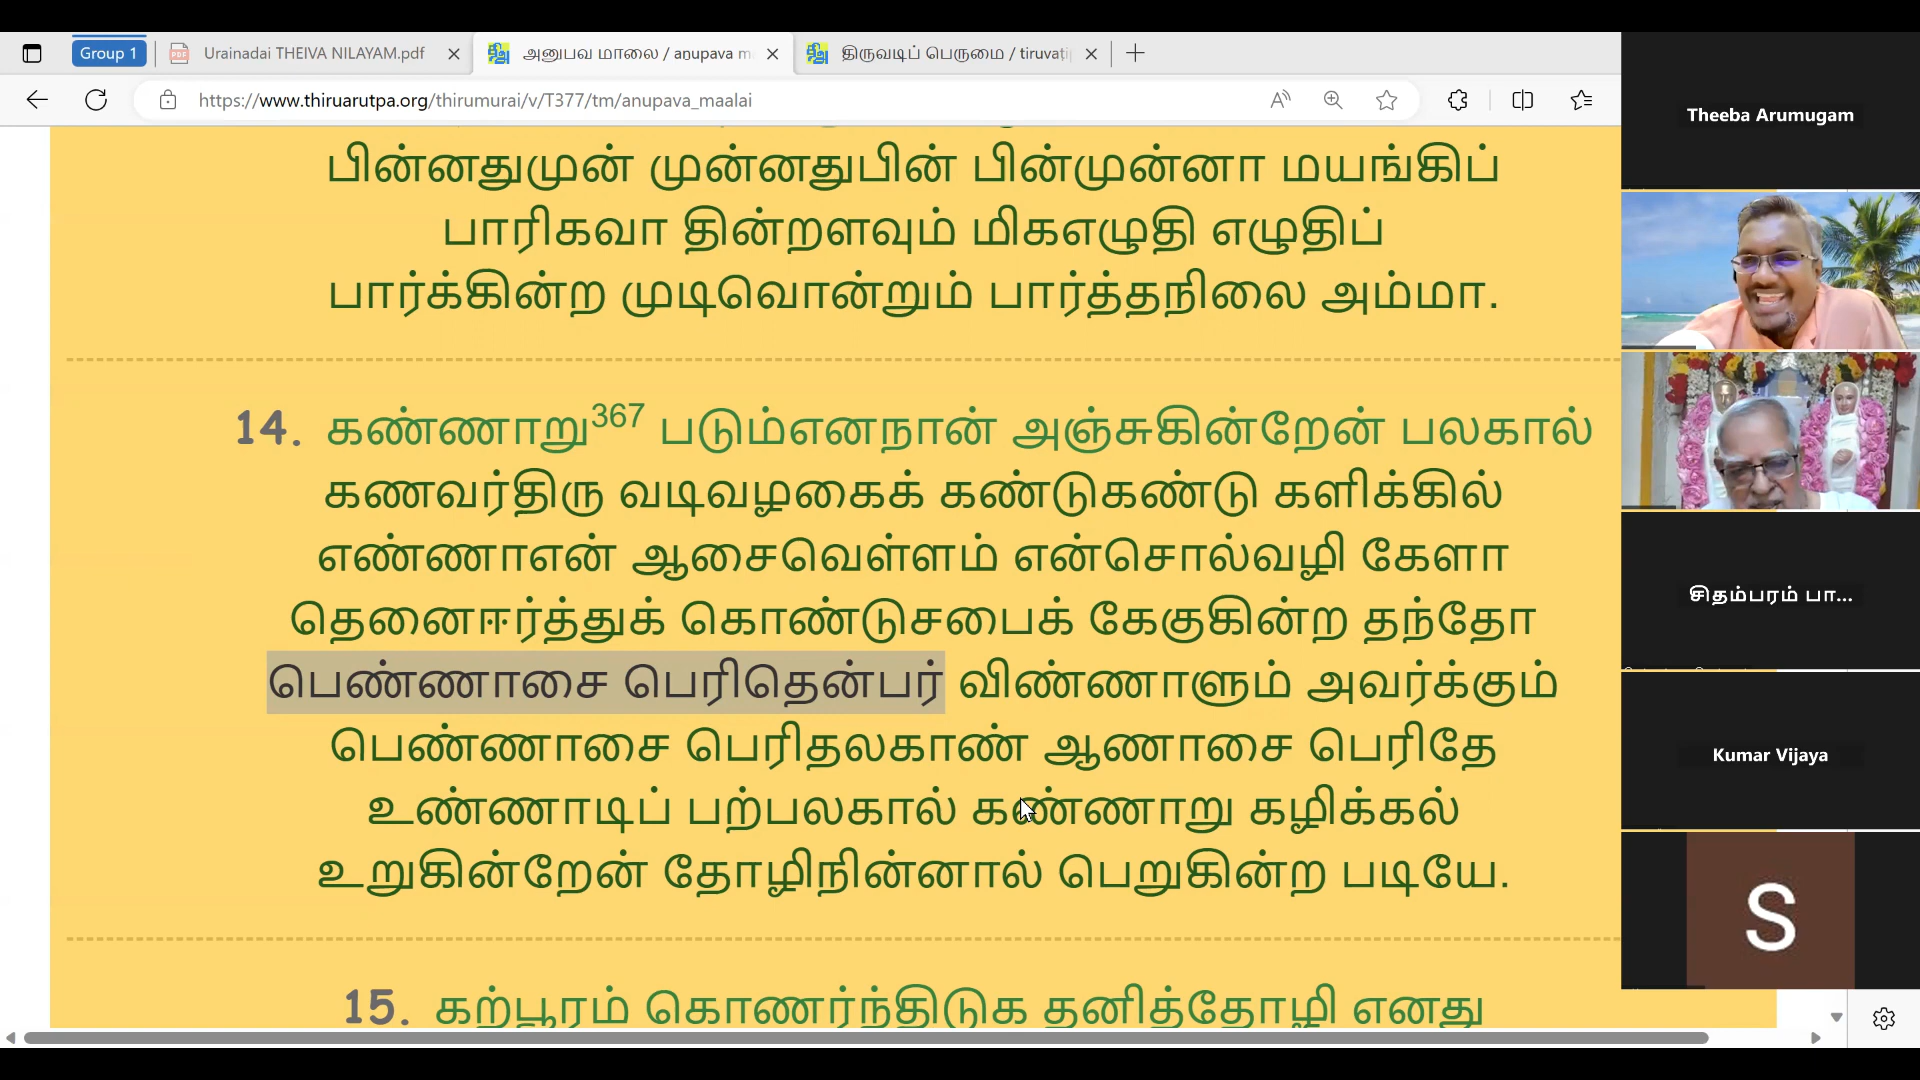 Group 1
Urainadai THEIVA NILAYAM.pdf
அனுபவ மாலை / aṉupava m
திருவடிப் பெருமை / tiruvaṭi
https://www.thiruarutpa.org/thirumurai/v/T377/tm/anupava_maalai
பின்னதுமுன் முன்னதுபின் பின்முன்னா மயங்கிப்
பாரிகவா தின்றளவும் மிகஎழுதி எழுதிப்
பார்க்கின்ற முடிவொன்றும் பார்த்தநிலை அம்மா.
14. கண்ணாறு367 படும்எனநான் அஞ்சுகின்றேன் பலகால்
கணவர்திரு வடிவழகைக் கண்டுகண்டு களிக்கில்
எண்ணாஎன் ஆசைவெள்ளம் என்சொல்வழி கேளா
தெனைஈர்த்துக் கொண்டுசபைக் கேகுகின்ற தந்தோ
பெண்ணாசை பெரிதென்பர் விண்ணாளும் அவர்க்கும்
பெண்ணாசை பெரிதலகாண் ஆணாசை பெரிதே
உண்ணாடிப் பற்பலகால் கண்ணாறு கழிக்கல்
உறுகின்றேன் தோழிநின்னால் பெறுகின்ற படியே.
15. கற்பூரம் கொணர்ந்திடுக தனித்தோழி எனது
Theeba Arumugam
சிதம்பரம் பா...
Kumar Vijaya
S